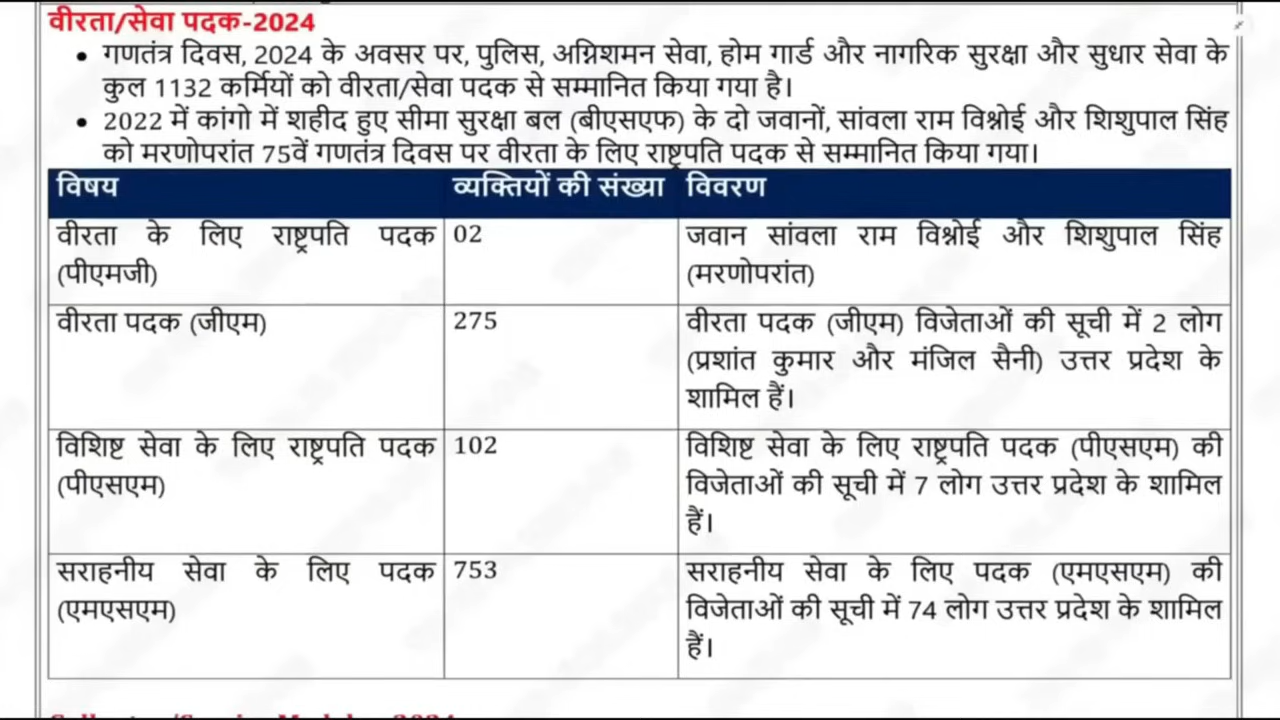 वीरता/सेवा पदक-2024
• गणतंत्र दिवस, 2024 के अवसर पर, पुलिस, अग्निशमन सेवा, होम गार्ड और नागरिक सुरक्षा और सुधार सेवा के
कुल 1132 कर्मियों को वीरता/सेवा पदक से सम्मानित किया गया है।
• 2022 में कांगो में शहीद हुए सीमा सुरक्षा बल (बीएसएफ) के दो जवानों, सांवला राम विश्नोई और शिशुपाल सिंह
को मरणोपरांत 75वें गणतंत्र दिवस पर वीरता के लिए राष्ट्रपति पदक से सम्मानित किया गया।
विषय व्यक्तियों की संख्या विवरण
वीरता के लिए राष्ट्रपति पदक 02 जवान सांवला राम विश्नोई और शिशुपाल सिंह
(पीएमजी) (मरणोपरांत)
वीरता पदक (जीएम) 275 वीरता पदक (जीएम) विजेताओं की सूची में 2 लोग
(प्रशांत कुमार और मंजिल सैनी) उत्तर प्रदेश के
शामिल हैं।
विशिष्ट सेवा के लिए राष्ट्रपति पदक 102 विशिष्ट सेवा के लिए राष्ट्रपति पदक (पीएसएम) की
(पीएसएम) विजेताओं की सूची में 7 लोग उत्तर प्रदेश के शामिल
हैं।
सराहनीय सेवा के लिए पदक 753 सराहनीय सेवा के लिए पदक (एमएसएम) की
(एमएसएम) विजेताओं की सूची में 74 लोग उत्तर प्रदेश के शामिल
हैं।